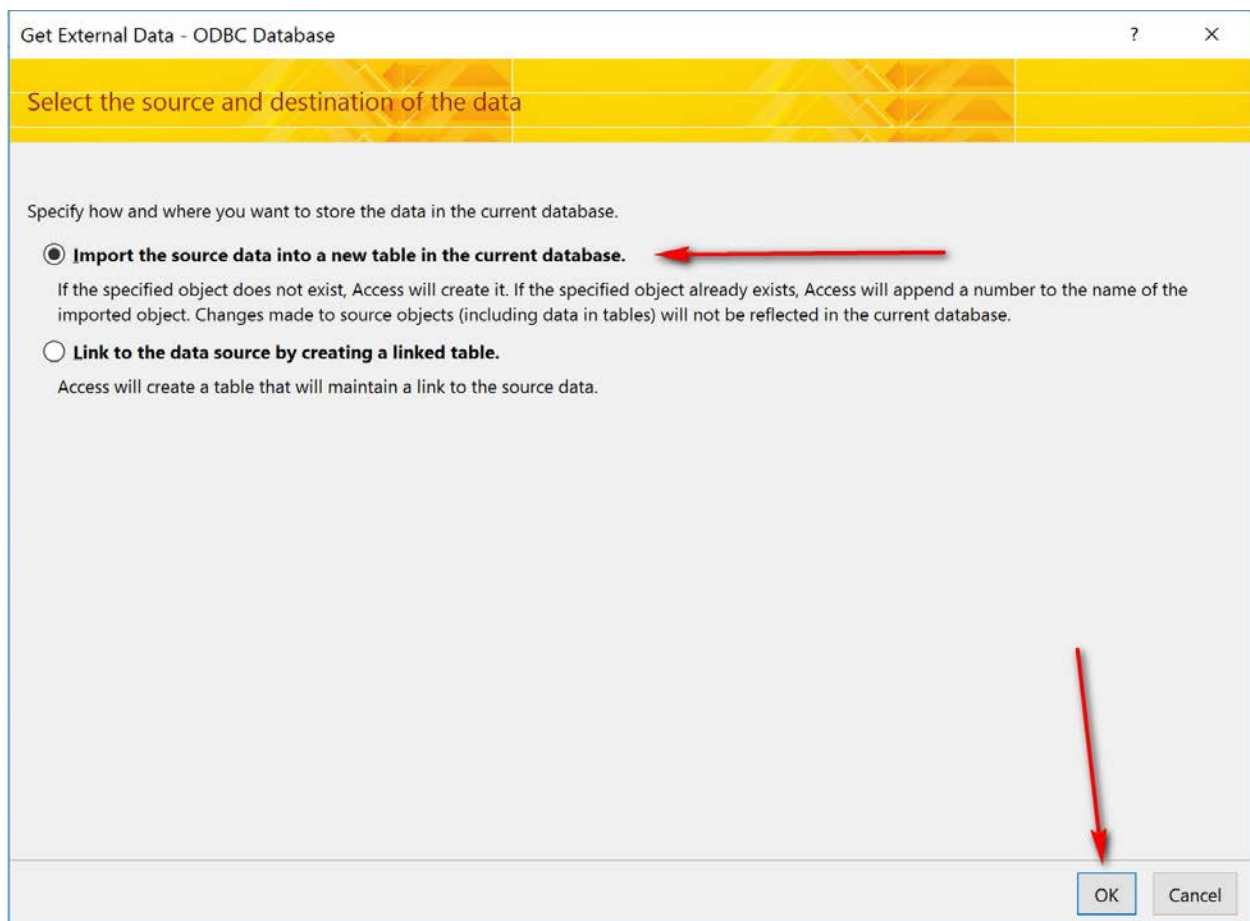 Get External Data - ODBC Database
?
Select the source and destination of the data
Specify how and where you want to store the data in the current database.
Import the source data into a new table in the current database.
If the specified object does not exist, Access will create it. If the specified object already exists, Access will append a number to the name of the
imported object. Changes made to source objects (including data in tables) will not be reflected in the current database.
Link to the data source by creating a linked table.
Access will create a table that will maintain a link to the source data.
OK Cancel